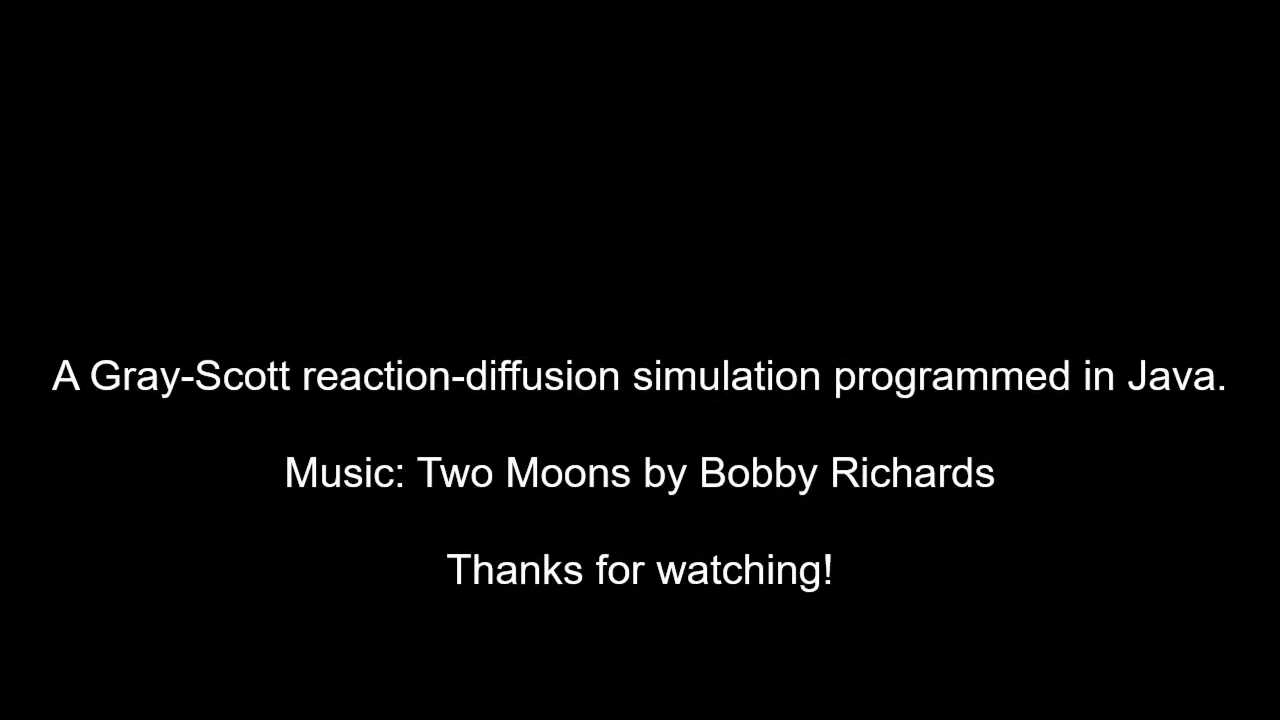 A Gray-Scott reaction-diffusion simulation programmed in Java.
Music: Two Moons by Bobby Richards
Thanks for watching!